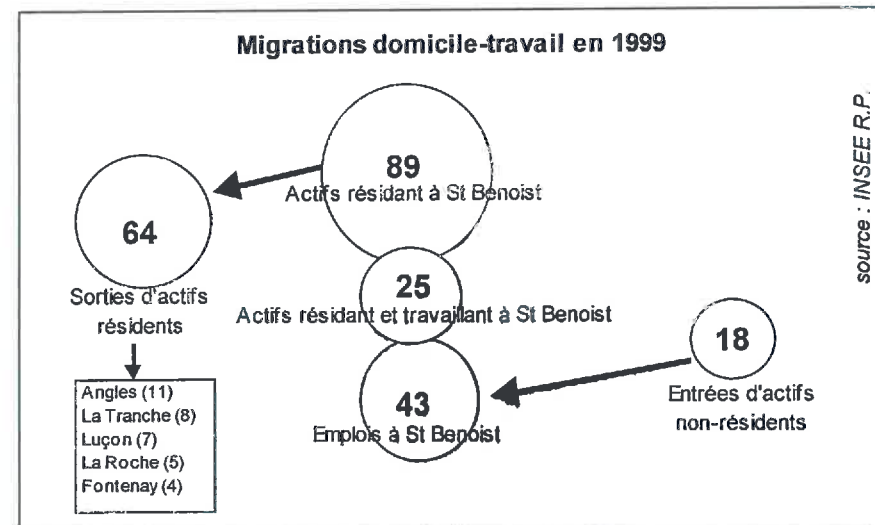 Migrations domicile-travail en 1999
89
Actifs résidant à St Benoist
64
Sorties d'actifs
résidents
25
Actifs résidant et travaillant à St Benoist
18
Entrées d'actifs
non-résidents
43
Emplois à St Benoist
Angles (11)
La Tranche (8)
Luçon (7)
La Roche (5)
Fontenay (4)
source : INSEE R.P.